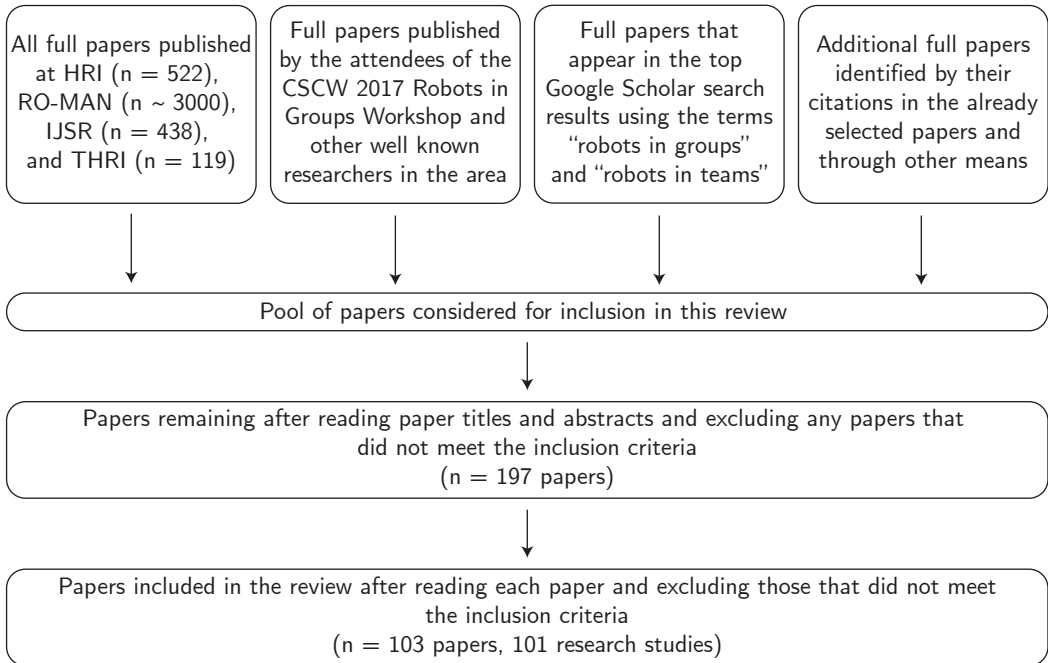 All full papers published
at HRI (n = 522),
RO-MAN (n ~ 3000),
IJSR (n = 438),
and THRI (n = 119)
Full papers published
by the attendees of the
CSCW 2017 Robots in
Groups Workshop and
other well known
researchers in the area
Full papers that
appear in the top
Google Scholar search
results using the terms
“robots in groups”
and “robots in teams”
Additional full papers
identified by their
citations in the already
selected papers and
through other means
Pool of papers considered for inclusion in this review
Papers remaining after reading paper titles and abstracts and excluding any papers that
did not meet the inclusion criteria
(n = 197 papers)
Papers included in the review after reading each paper and excluding those that did not meet
the inclusion criteria
(n = 103 papers, 101 research studies)